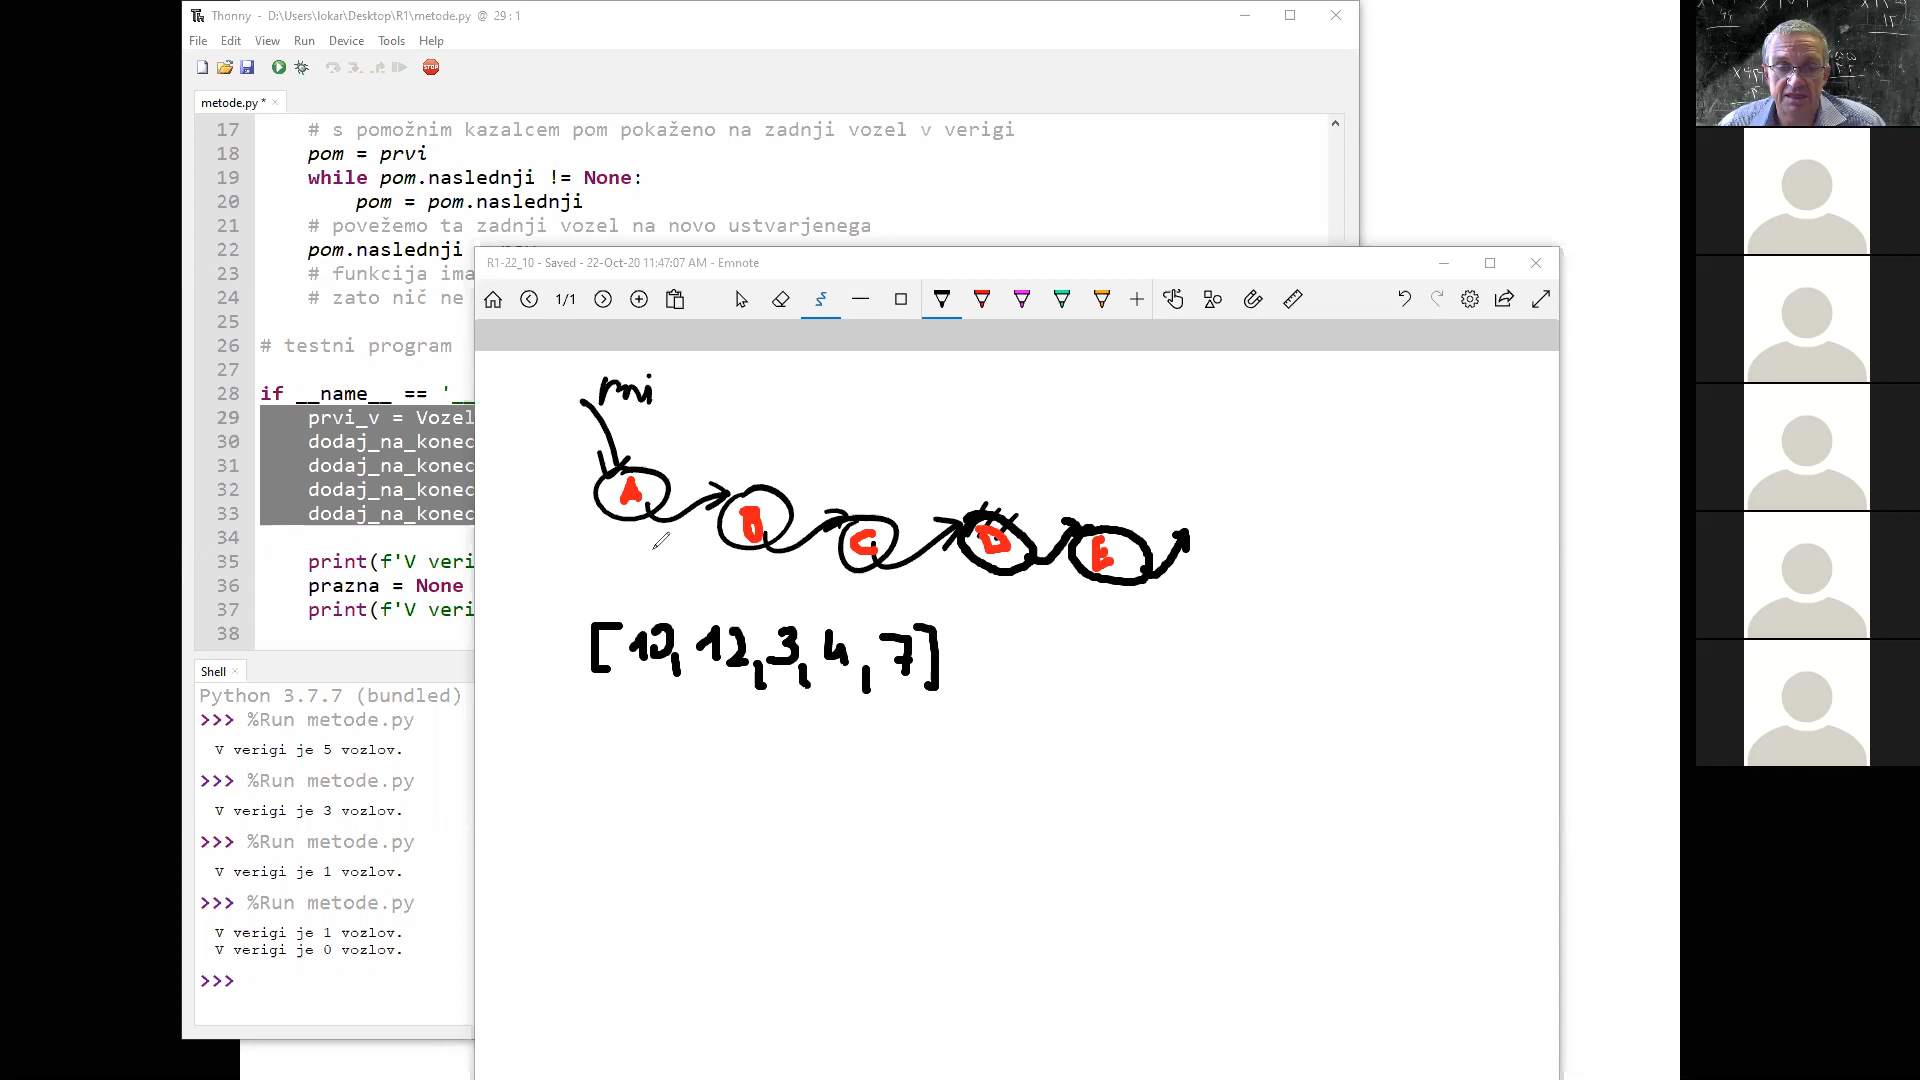 Thonny - D:\Users\lokar\Desktop\R1\metode.py @ 29 : 1
File Edit View Run Device Tools Help
STOP
metode.py *
17 # s pomožnim kazalcem pom pokaženo na zadnji vozel v verigi
18 pom = prvi
19 while pom.naslednji != None:
20 pom = pom.naslednji
21 # povežemo ta zadnji vozel na novo ustvarjenega
22 pom.naslednji
23 # funkcija ima
24 # zato nič ne
25
26 # testni program
27
28 if __name__ == '__
29 prvi_v = Vozel
30 dodaj_na_konec
31 dodaj_na_konec
32 dodaj_na_konec
33 dodaj_na_konec
34
35 print(f'V veri
36 prazna = None
37 print(f'V veri
38
Shell
Python 3.7.7 (bundled)
>>> %Run metode.py
V verigi je 5 vozlov.
>>> %Run metode.py
V verigi je 3 vozlov.
>>> %Run metode.py
V verigi je 1 vozlov.
>>> %Run metode.py
V verigi je 1 vozlov.
V verigi je 0 vozlov.
>>>
R1-22_10 - Saved - 22-Oct-20 11:47:07 AM - Emnote
1/1
prvi
A B C D E
[10, 12, 3, 4, 7]